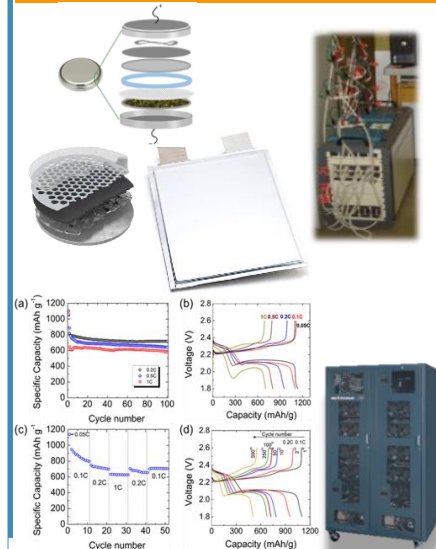 (a)
1200
1000
800
600
400
200
0
0 20 40 60 80 100
Specific Capacity (mAh g⁻¹)
Cycle number
0.2C
0.5C
1C
(b)
2.8
2.6
2.4
2.2
2.0
1.8
0 300 600 900 1200
Voltage (V)
Capacity (mAh/g)
1C 0.5C 0.2C 0.1C
0.05C
(c)
1200
1000
800
600
400
200
0
0 10 20 30 40 50
Specific Capacity (mAh g⁻¹)
Cycle number
0.05C
0.1C
0.2C
1C
0.2C
0.1C
(d)
2.8
2.6
2.4
2.2
2.0
1.8
0 300 600 900 1200
Voltage (V)
Capacity (mAh/g)
Cycle number
0.2C 0.1C